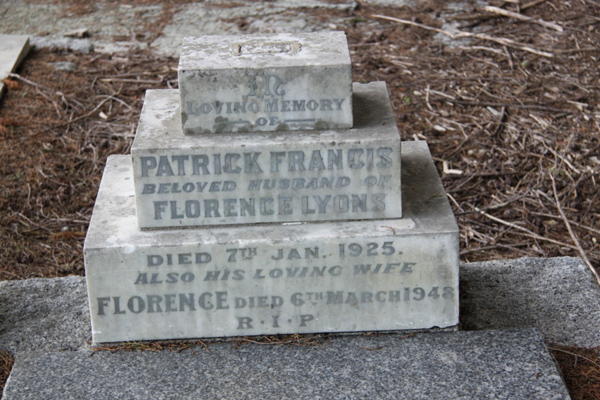 IN
LOVING MEMORY
— OF —
PATRICK FRANCIS
BELOVED HUSBAND OF
FLORENCE LYONS
DIED 7TH JAN. 1925.
ALSO HIS LOVING WIFE
FLORENCE DIED 6TH MARCH 1948
R·I·P